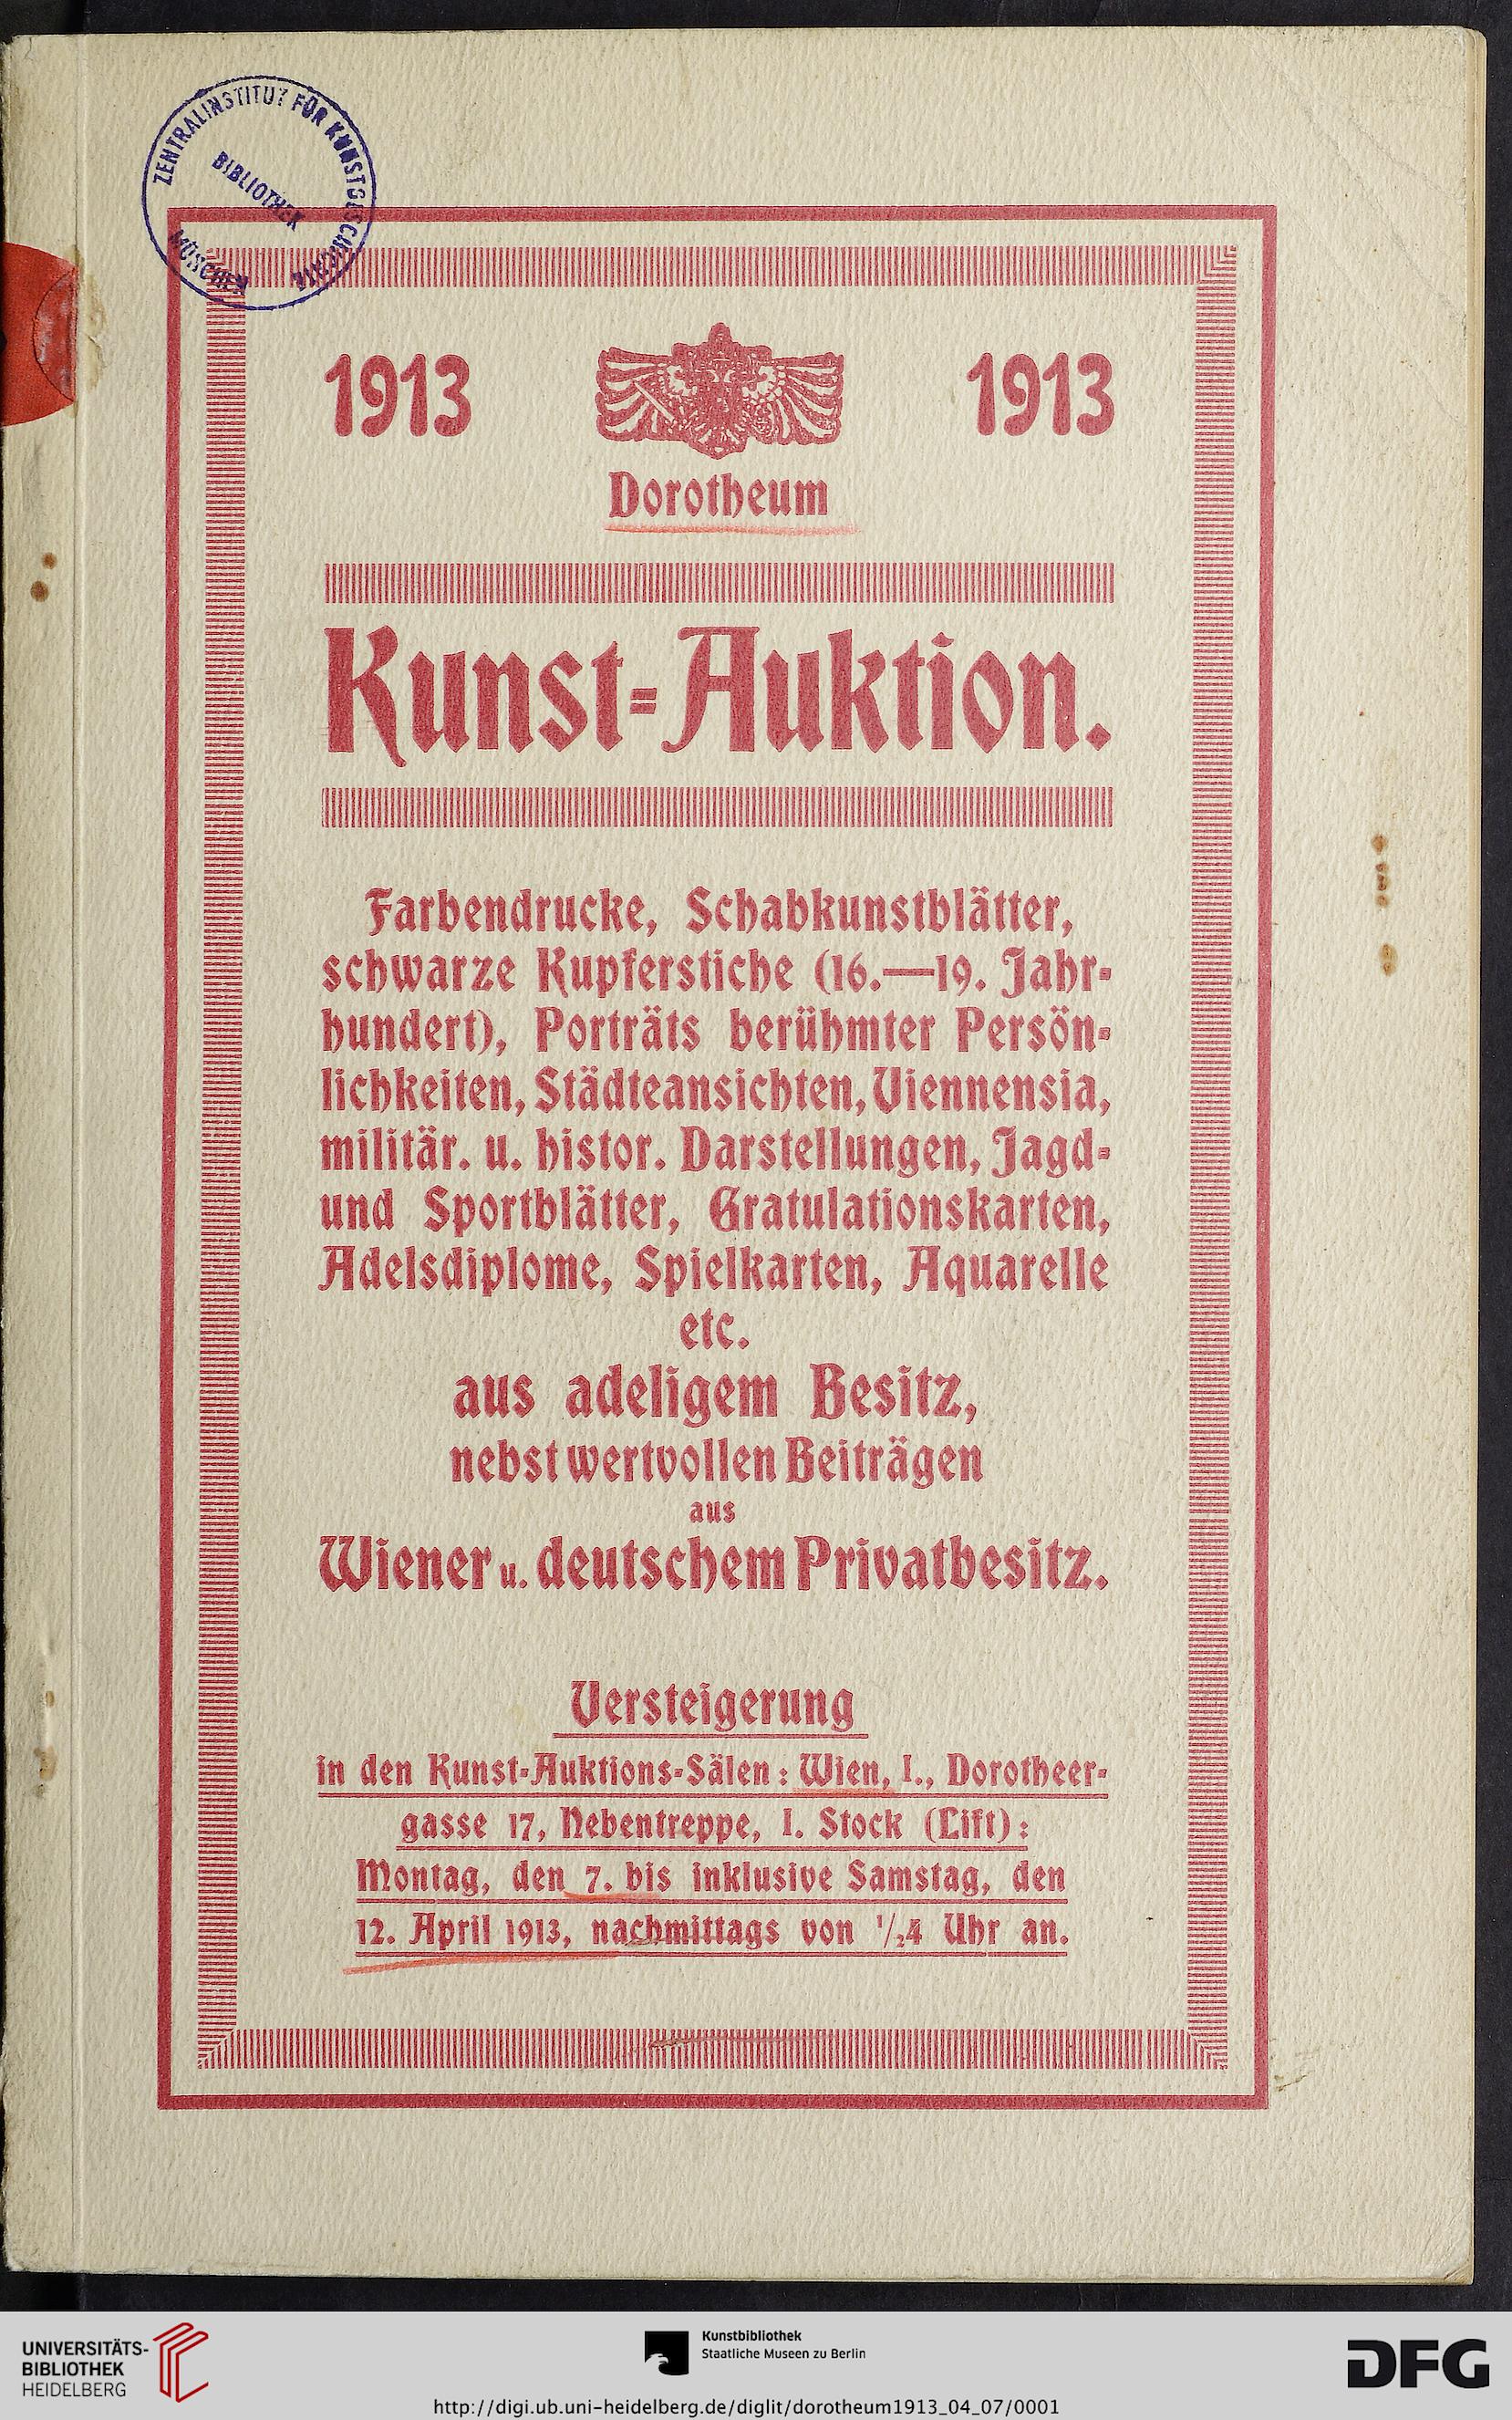 ZENTRALINSTITUT FÜR KUNSTGESCHICHTE
BIBLIOTHEK
MÜNCHEN
1913 1913
Dorotheum
Kunst=Auktion.
Farbendrucke, Schabkunstblätter,
schwarze Kupferstiche (16.—19. Jahr-
hundert), Porträts berühmter Persön-
lichkeiten, Städteansichten, Viennensia,
militär. u. histor. Darstellungen, Jagd-
und Sportblätter, Gratulationskarten,
Adelsdiplome, Spielkarten, Aquarelle
etc.
aus adeligem Besitz,
nebst wertvollen Beiträgen
aus
Wiener u. deutschem Privatbesitz.
Versteigerung
in den Kunst-Auktions-Sälen: Wien, I., Dorotheer-
gasse 17, Nebentreppe, I. Stock (Lift):
Montag, den 7. bis inklusive Samstag, den
12. April 1913, nachmittags von 1/24 Uhr an.
UNIVERSITÄTS-
BIBLIOTHEK
HEIDELBERG
Kunstbibliothek
Staatliche Museen zu Berlin
DFG
http://digi.ub.uni-heidelberg.de/diglit/dorotheum1913_04_07/0001